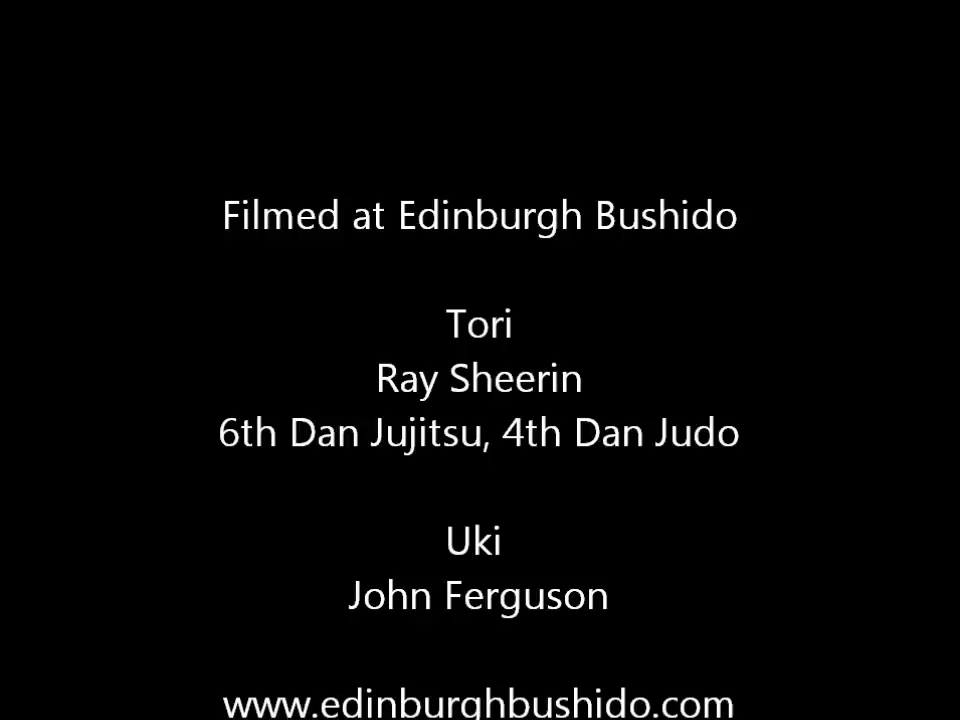 Filmed at Edinburgh Bushido
Tori
Ray Sheerin
6th Dan Jujitsu, 4th Dan Judo
Uki
John Ferguson
www.edinburghbushido.com